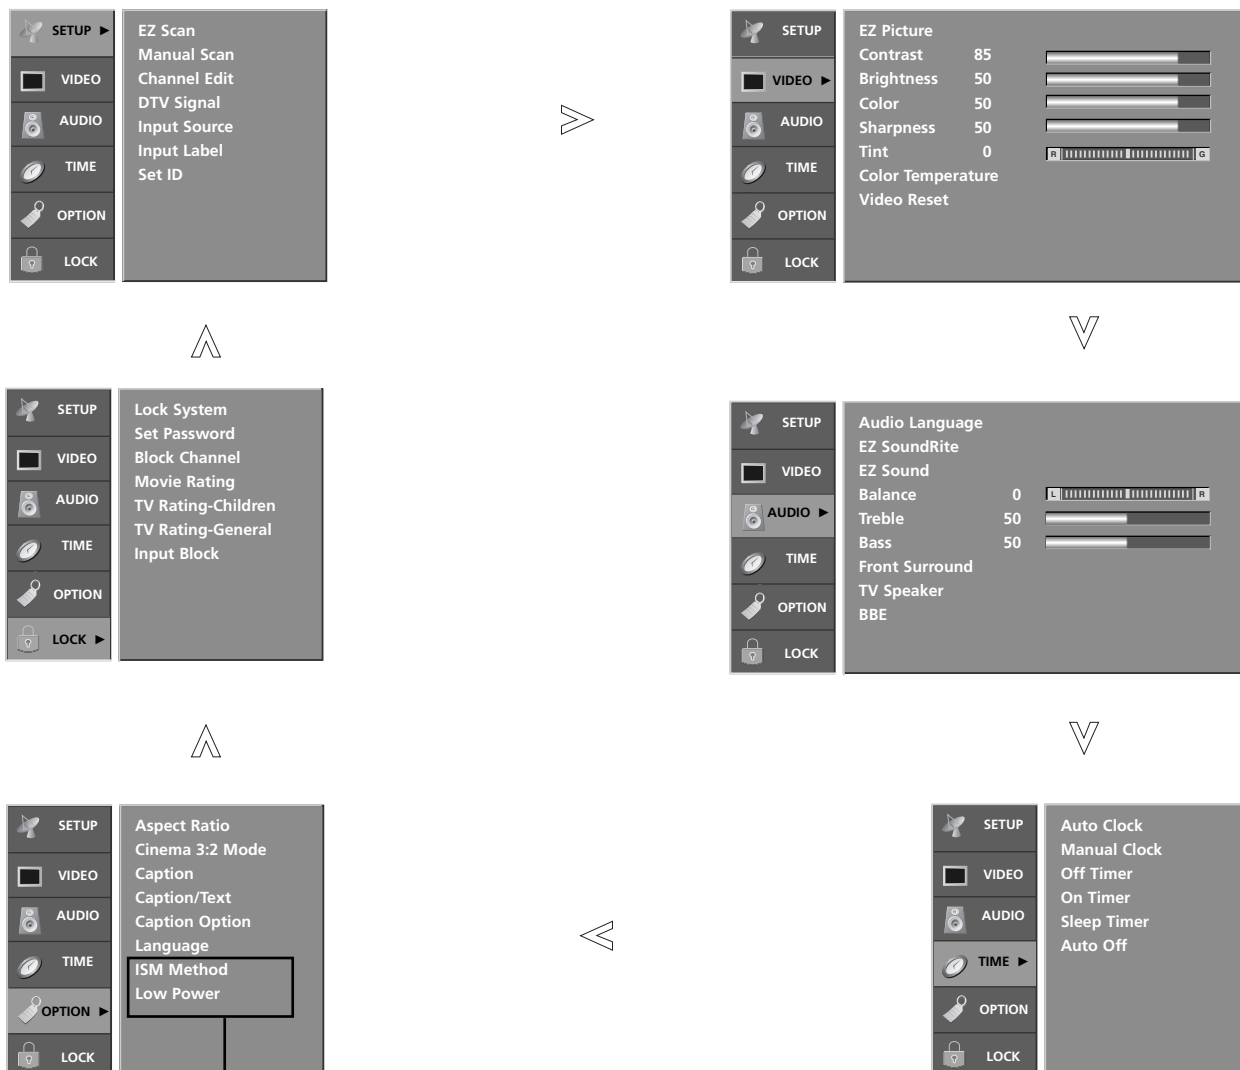 SETUP
VIDEO
AUDIO
TIME
OPTION
LOCK
EZ Scan
Manual Scan
Channel Edit
DTV Signal
Input Source
Input Label
Set ID
SETUP
VIDEO
AUDIO
TIME
OPTION
LOCK
EZ Picture
Contrast 85
Brightness 50
Color 50
Sharpness 50
Tint 0 R G
Color Temperature
Video Reset
SETUP
VIDEO
AUDIO
TIME
OPTION
LOCK
Lock System
Set Password
Block Channel
Movie Rating
TV Rating-Children
TV Rating-General
Input Block
SETUP
VIDEO
AUDIO
TIME
OPTION
LOCK
Audio Language
EZ SoundRite
EZ Sound
Balance 0 L R
Treble 50
Bass 50
Front Surround
TV Speaker
BBE
SETUP
VIDEO
AUDIO
TIME
OPTION
LOCK
Aspect Ratio
Cinema 3:2 Mode
Caption
Caption/Text
Caption Option
Language
ISM Method
Low Power
SETUP
VIDEO
AUDIO
TIME
OPTION
LOCK
Auto Clock
Manual Clock
Off Timer
On Timer
Sleep Timer
Auto Off